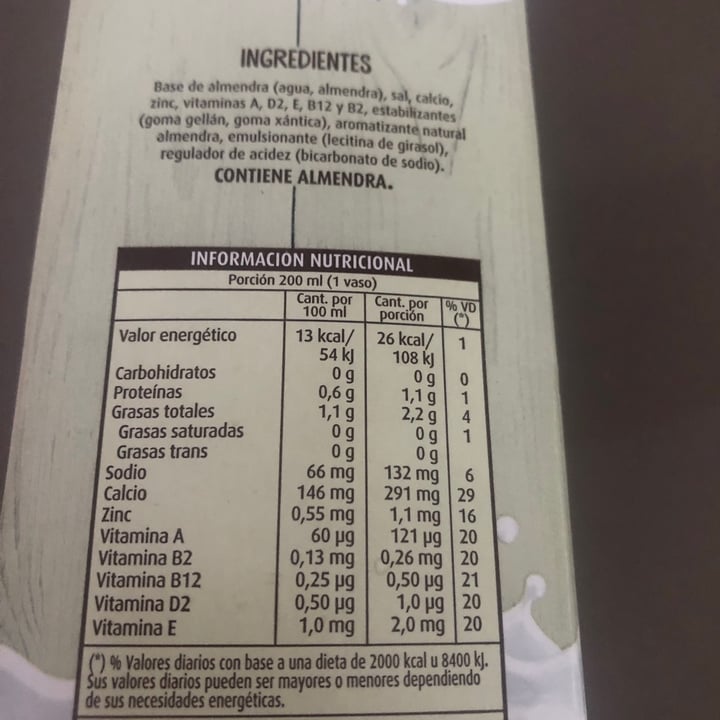 INGREDIENTES
Base de almendra (agua, almendra), sal, calcio,
zinc, vitaminas A, D2, E, B12 y B2, estabilizantes
(goma gellán, goma xántica), aromatizante natural
almendra, emulsionante (lecitina de girasol),
regulador de acidez (bicarbonato de sodio).
CONTIENE ALMENDRA.
INFORMACION NUTRICIONAL
Porción 200 ml (1 vaso)
Cant. por 100 ml Cant. por porción % VD (*)
Valor energético 13 kcal/ 54 kJ 26 kcal/ 108 kJ 1
Carbohidratos 0 g 0 g 0
Proteínas 0,6 g 1,1 g 1
Grasas totales 1,1 g 2,2 g 4
Grasas saturadas 0 g 0 g 1
Grasas trans 0 g 0 g
Sodio 66 mg 132 mg 6
Calcio 146 mg 291 mg 29
Zinc 0,55 mg 1,1 mg 16
Vitamina A 60 µg 121 µg 20
Vitamina B2 0,13 mg 0,26 mg 20
Vitamina B12 0,25 µg 0,50 µg 21
Vitamina D2 0,50 µg 1,0 µg 20
Vitamina E 1,0 mg 2,0 mg 20
(*) % Valores diarios con base a una dieta de 2000 kcal u 8400 kJ.
Sus valores diarios pueden ser mayores o menores dependiendo
de sus necesidades energéticas.